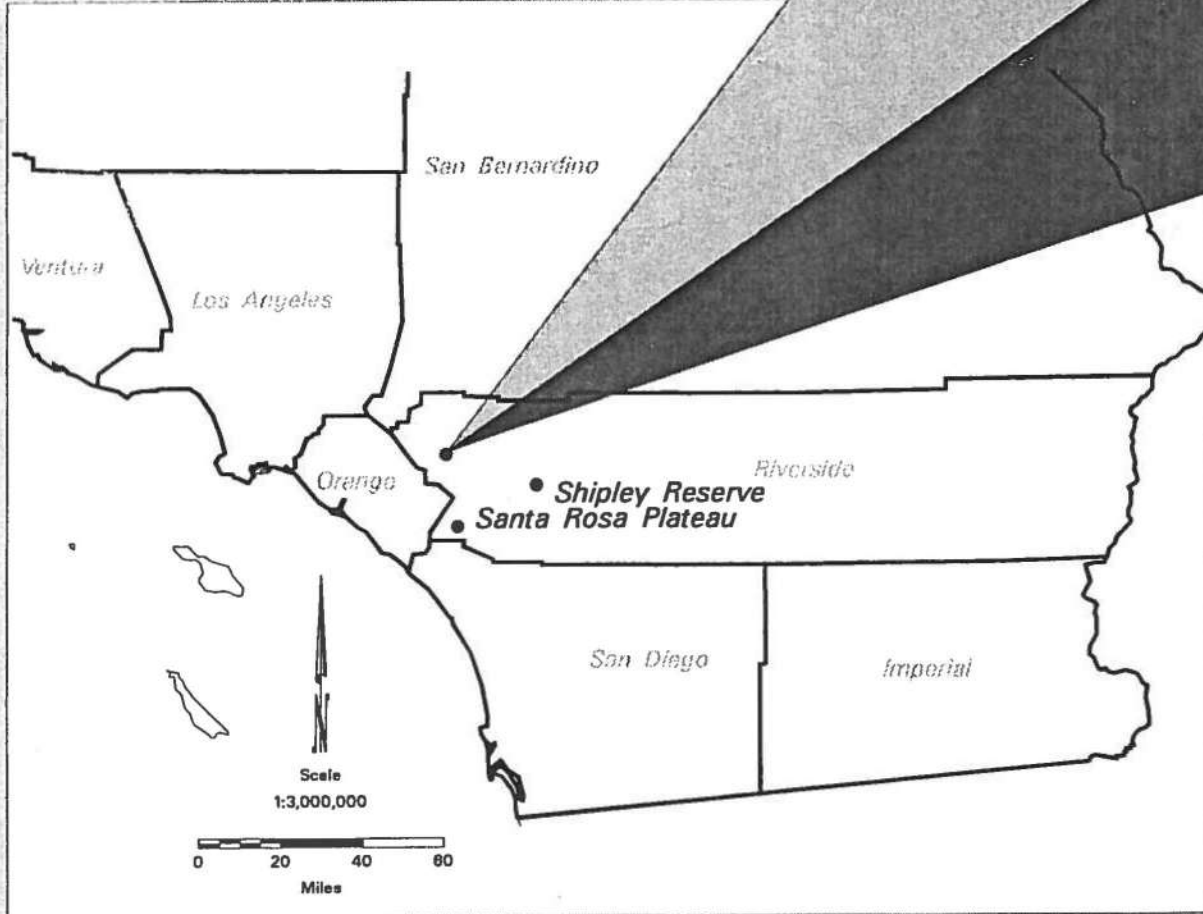 San Bernardino
Ventura
Los Angeles
Orange
Riverside
Shipley Reserve
Santa Rosa Plateau
San Diego
Imperial
Scale
1:3,000,000
0 20 40 60
Miles